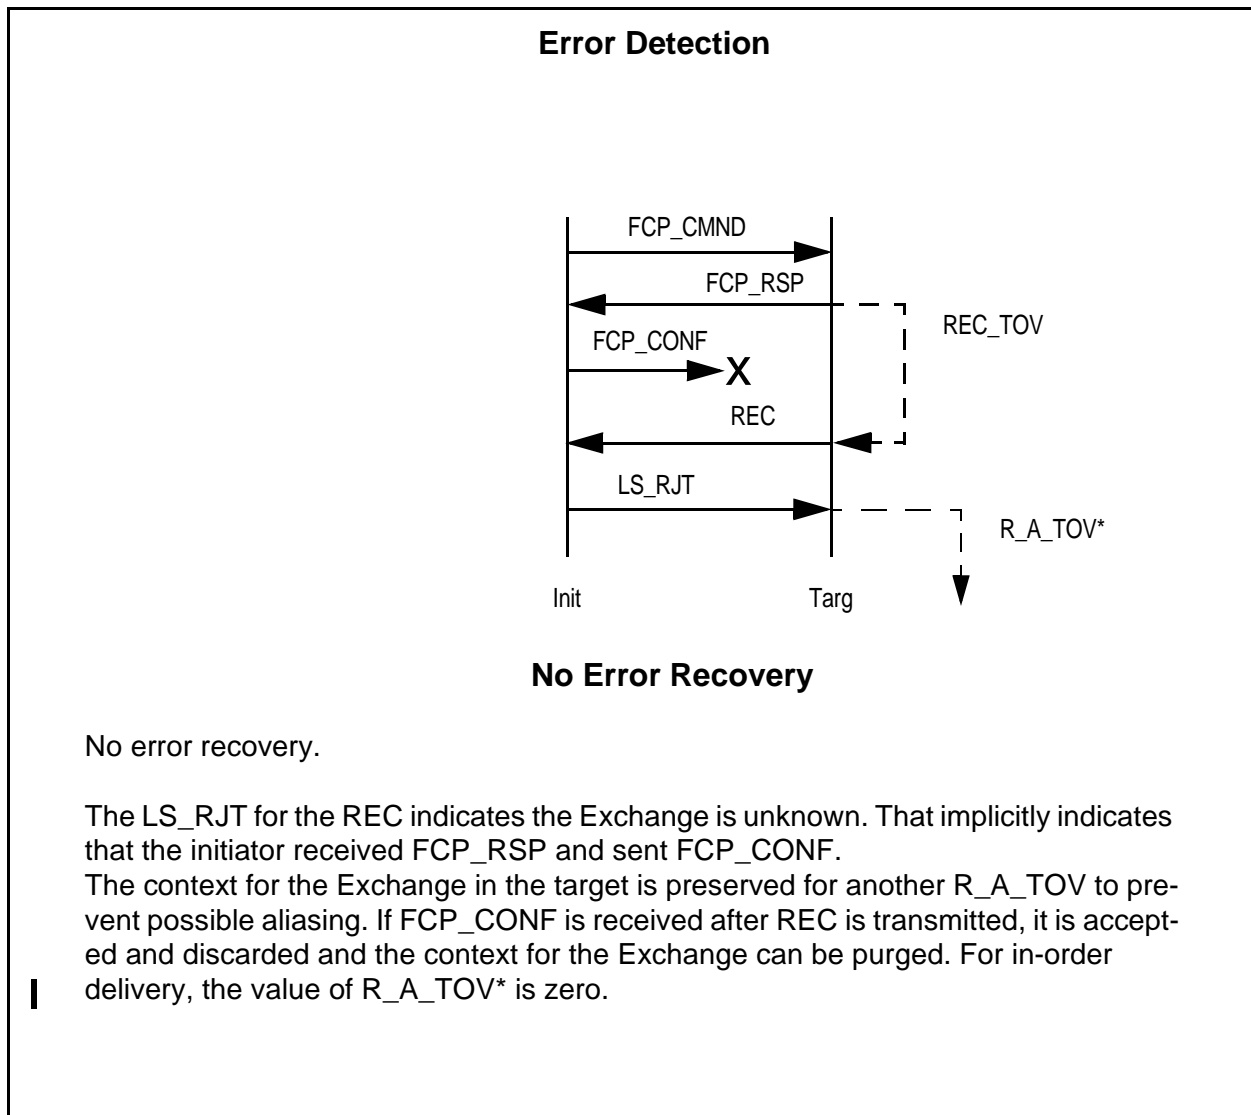 Error Detection
FCP_CMND
FCP_RSP
REC_TOV
FCP_CONF
X
REC
LS_RJT
R_A_TOV*
Init
Targ
No Error Recovery
No error recovery.
The LS_RJT for the REC indicates the Exchange is unknown. That implicitly indicates
that the initiator received FCP_RSP and sent FCP_CONF.
The context for the Exchange in the target is preserved for another R_A_TOV to pre-
vent possible aliasing. If FCP_CONF is received after REC is transmitted, it is accept-
ed and discarded and the context for the Exchange can be purged. For in-order
delivery, the value of R_A_TOV* is zero.